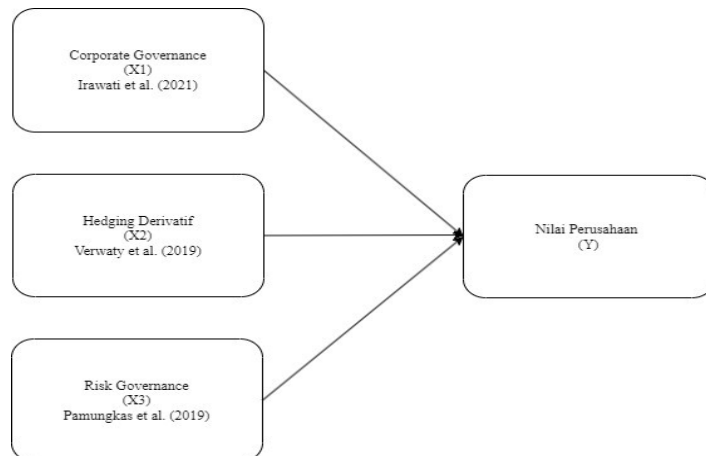 Corporate Governance
(X1)
Irawati et al. (2021)
Hedging Derivatif
(X2)
Verwaty et al. (2019)
Risk Governance
(X3)
Pamungkas et al. (2019)
Nilai Perusahaan
(Y)